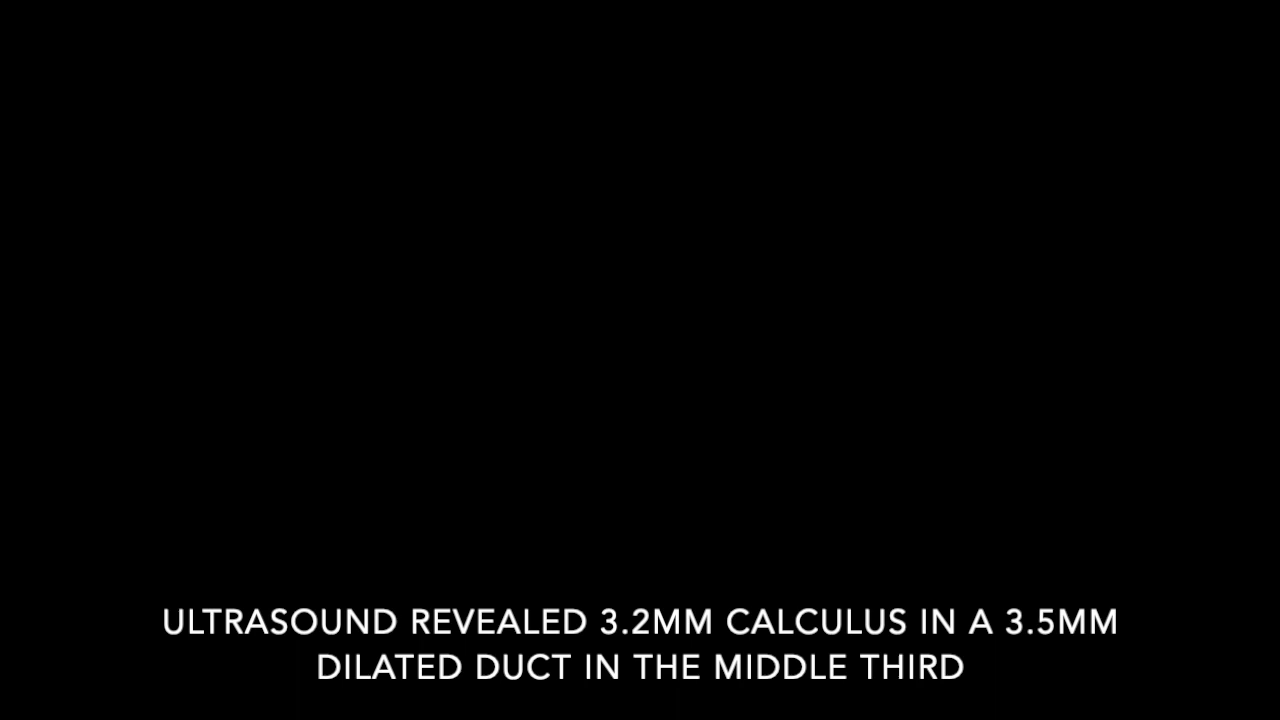 ULTRASOUND REVEALED 3.2MM CALCULUS IN A 3.5MM
DILATED DUCT IN THE MIDDLE THIRD